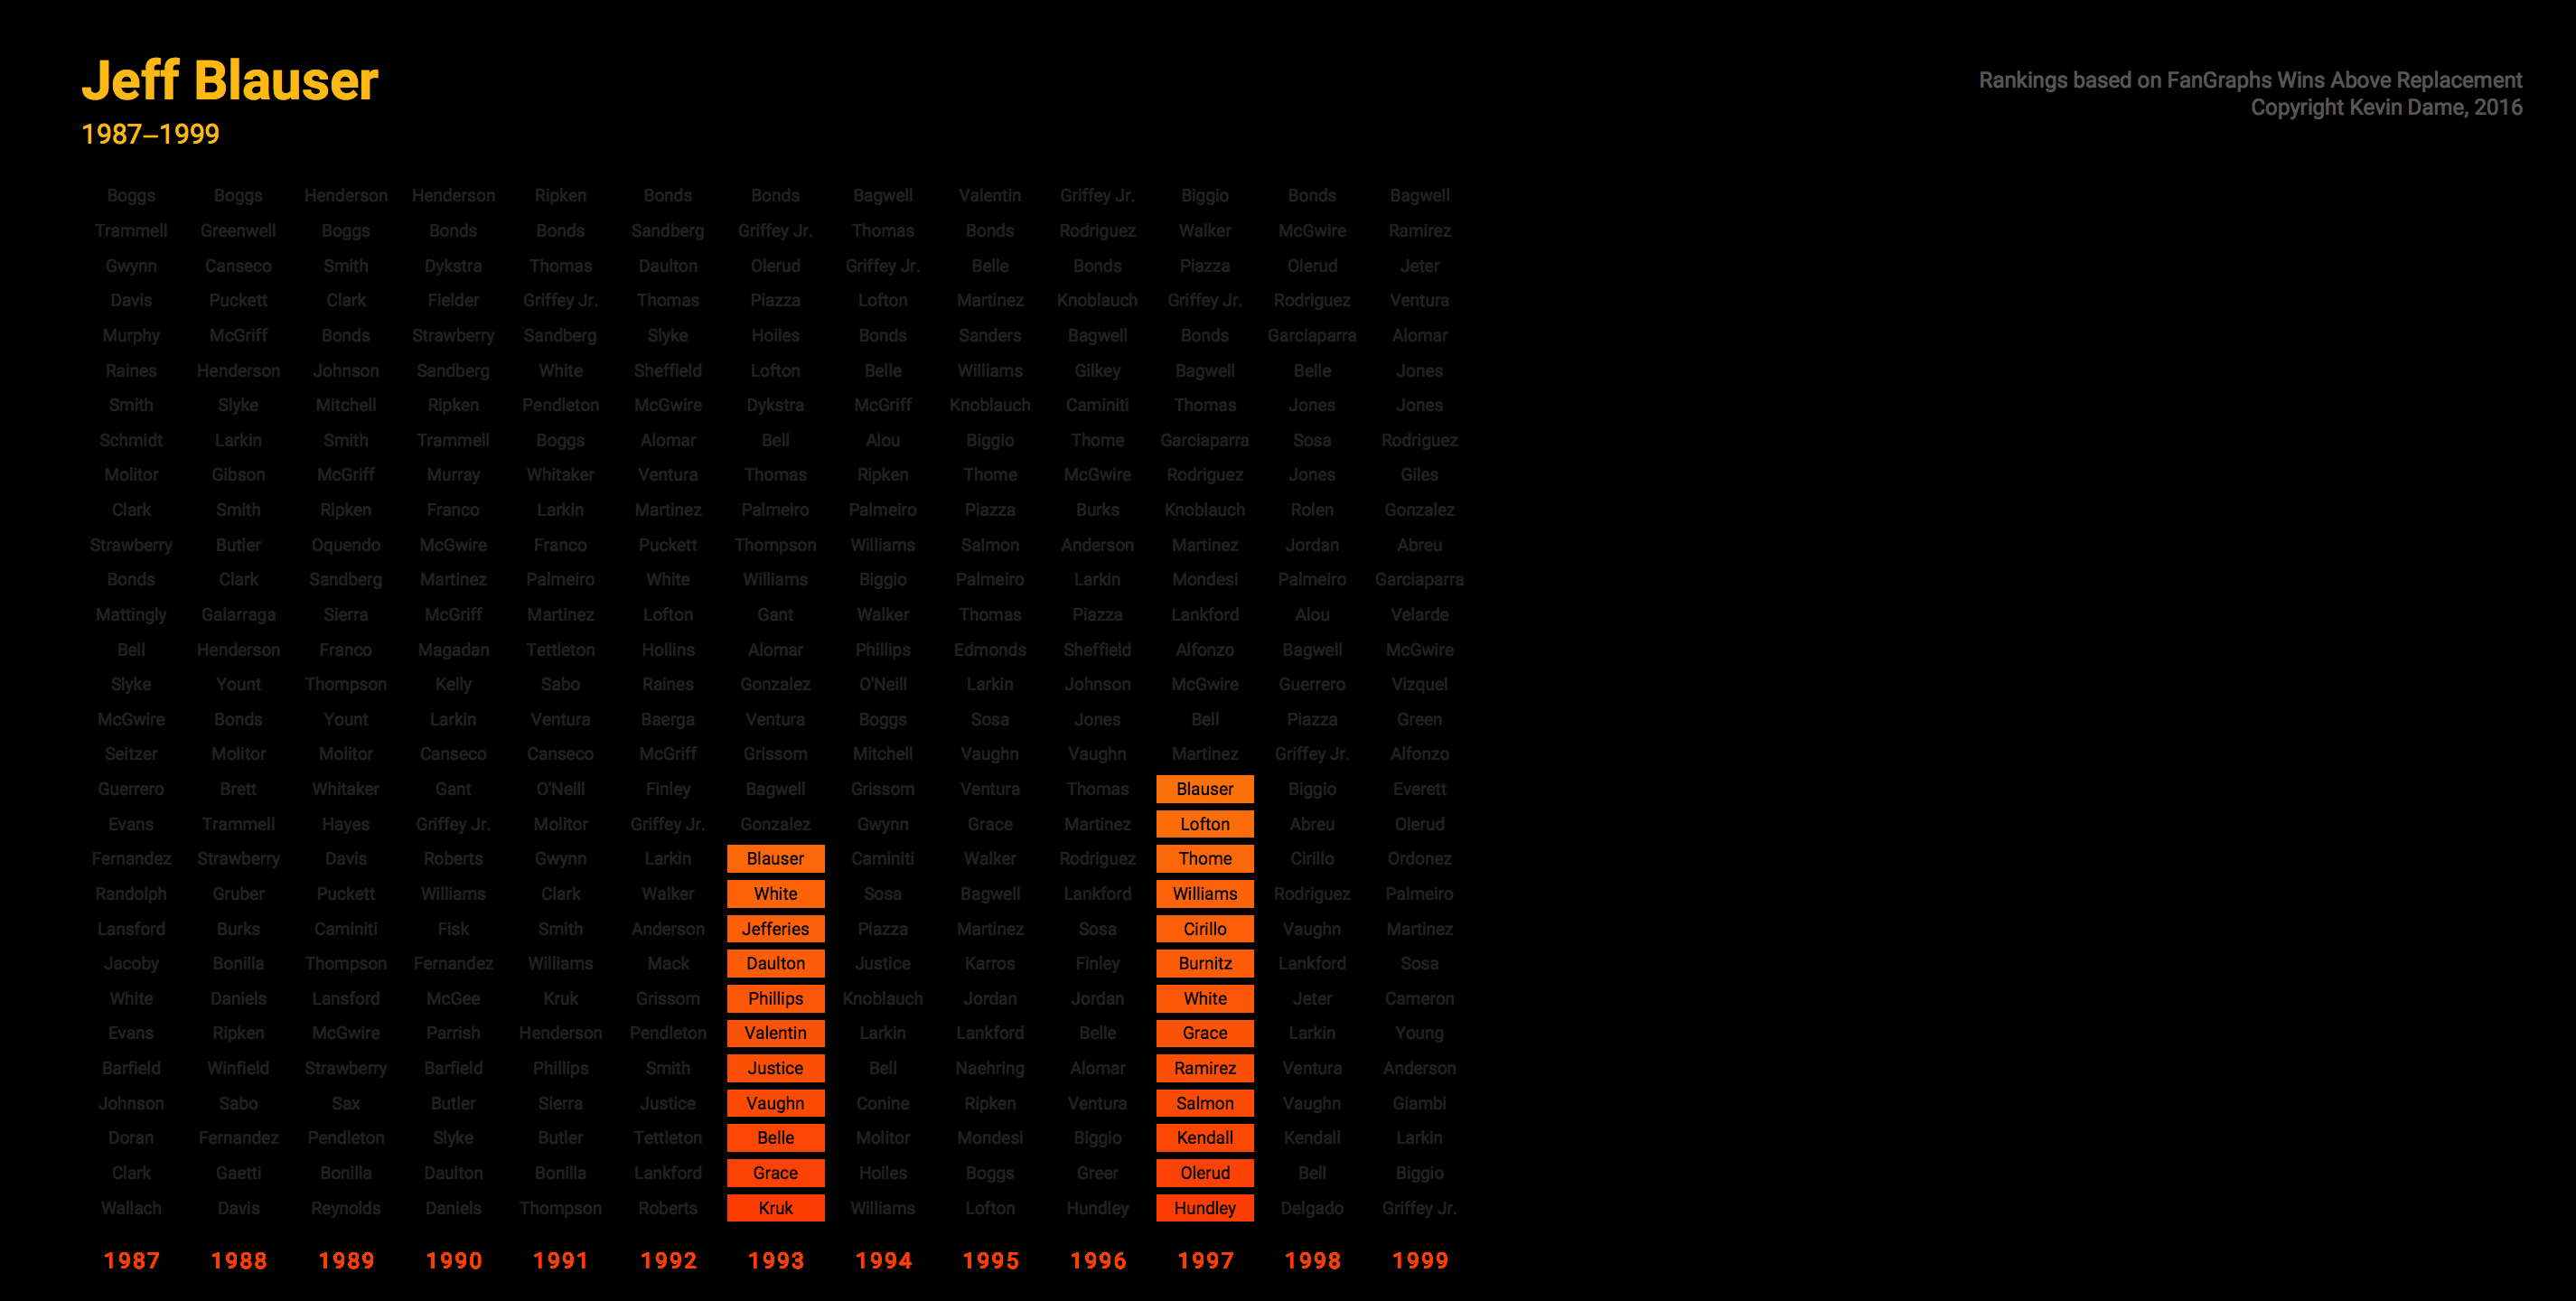 Jeff Blauser
1987–1999
Rankings based on FanGraphs Wins Above Replacement
Copyright Kevin Dame, 2016
Boggs Boggs Henderson Henderson Ripken Bonds Bonds Bagwell Valentin Griffey Jr. Biggio Bonds Bagwell
Trammell Greenwell Boggs Bonds Bonds Sandberg Griffey Jr. Thomas Bonds Rodriguez Walker McGwire Ramirez
Gwynn Canseco Smith Dykstra Thomas Daulton Olerud Griffey Jr. Belle Bonds Piazza Olerud Jeter
Davis Puckett Clark Fielder Griffey Jr. Thomas Piazza Lofton Martinez Knoblauch Griffey Jr. Rodriguez Ventura
Murphy McGriff Bonds Strawberry Sandberg Slyke Hoiles Bonds Sanders Bagwell Bonds Garciaparra Alomar
Raines Henderson Johnson Sandberg White Sheffield Lofton Belle Williams Gilkey Bagwell Belle Jones
Smith Slyke Mitchell Ripken Pendleton McGwire Dykstra McGriff Knoblauch Caminiti Thomas Jones Jones
Schmidt Larkin Smith Trammell Boggs Alomar Bell Alou Biggio Thome Garciaparra Sosa Rodriguez
Molitor Gibson McGriff Murray Whitaker Ventura Thomas Ripken Thome McGwire Rodriguez Jones Giles
Clark Smith Ripken Franco Larkin Martinez Palmeiro Palmeiro Piazza Burks Knoblauch Rolen Gonzalez
Strawberry Butler Oquendo McGwire Franco Puckett Thompson Williams Salmon Anderson Martinez Jordan Abreu
Bonds Clark Sandberg Martinez Palmeiro White Williams Biggio Palmeiro Larkin Mondesi Palmeiro Garciaparra
Mattingly Galarraga Sierra McGriff Martinez Lofton Gant Walker Thomas Piazza Lankford Alou Velarde
Bell Henderson Franco Magadan Tettleton Hollins Alomar Phillips Edmonds Sheffield Alfonzo Bagwell McGwire
Slyke Yount Thompson Kelly Sabo Raines Gonzalez O'Neill Larkin Johnson McGwire Guerrero Vizquel
McGwire Bonds Yount Larkin Ventura Baerga Ventura Boggs Sosa Jones Bell Piazza Green
Seitzer Molitor Molitor Canseco Canseco McGriff Grissom Mitchell Vaughn Vaughn Martinez Griffey Jr. Alfonzo
Guerrero Brett Whitaker Gant O'Neill Finley Bagwell Grissom Ventura Thomas Blauser Biggio Everett
Evans Trammell Hayes Griffey Jr. Molitor Griffey Jr. Gonzalez Gwynn Grace Martinez Lofton Abreu Olerud
Fernandez Strawberry Davis Roberts Gwynn Larkin Blauser Caminiti Walker Rodriguez Thome Cirillo Ordonez
Randolph Gruber Puckett Williams Clark Walker White Sosa Bagwell Lankford Williams Rodriguez Palmeiro
Lansford Burks Caminiti Fisk Smith Anderson Jefferies Piazza Martinez Sosa Cirillo Vaughn Martinez
Jacoby Bonilla Thompson Fernandez Williams Mack Daulton Justice Karros Finley Burnitz Lankford Sosa
White Daniels Lansford McGee Kruk Grissom Phillips Knoblauch Jordan Jordan White Jeter Cameron
Evans Ripken McGwire Parrish Henderson Pendleton Valentin Larkin Lankford Belle Grace Larkin Young
Barfield Winfield Strawberry Barfield Phillips Smith Justice Bell Naehring Alomar Ramirez Ventura Anderson
Johnson Sabo Sax Butler Sierra Justice Vaughn Conine Ripken Ventura Salmon Vaughn Giambi
Doran Fernandez Pendleton Slyke Butler Tettleton Belle Molitor Mondesi Biggio Kendall Kendall Larkin
Clark Gaetti Bonilla Daulton Bonilla Lankford Grace Hoiles Boggs Greer Olerud Bell Biggio
Wallach Davis Reynolds Daniels Thompson Roberts Kruk Williams Lofton Hundley Hundley Delgado Griffey Jr.
1987 1988 1989 1990 1991 1992 1993 1994 1995 1996 1997 1998 1999